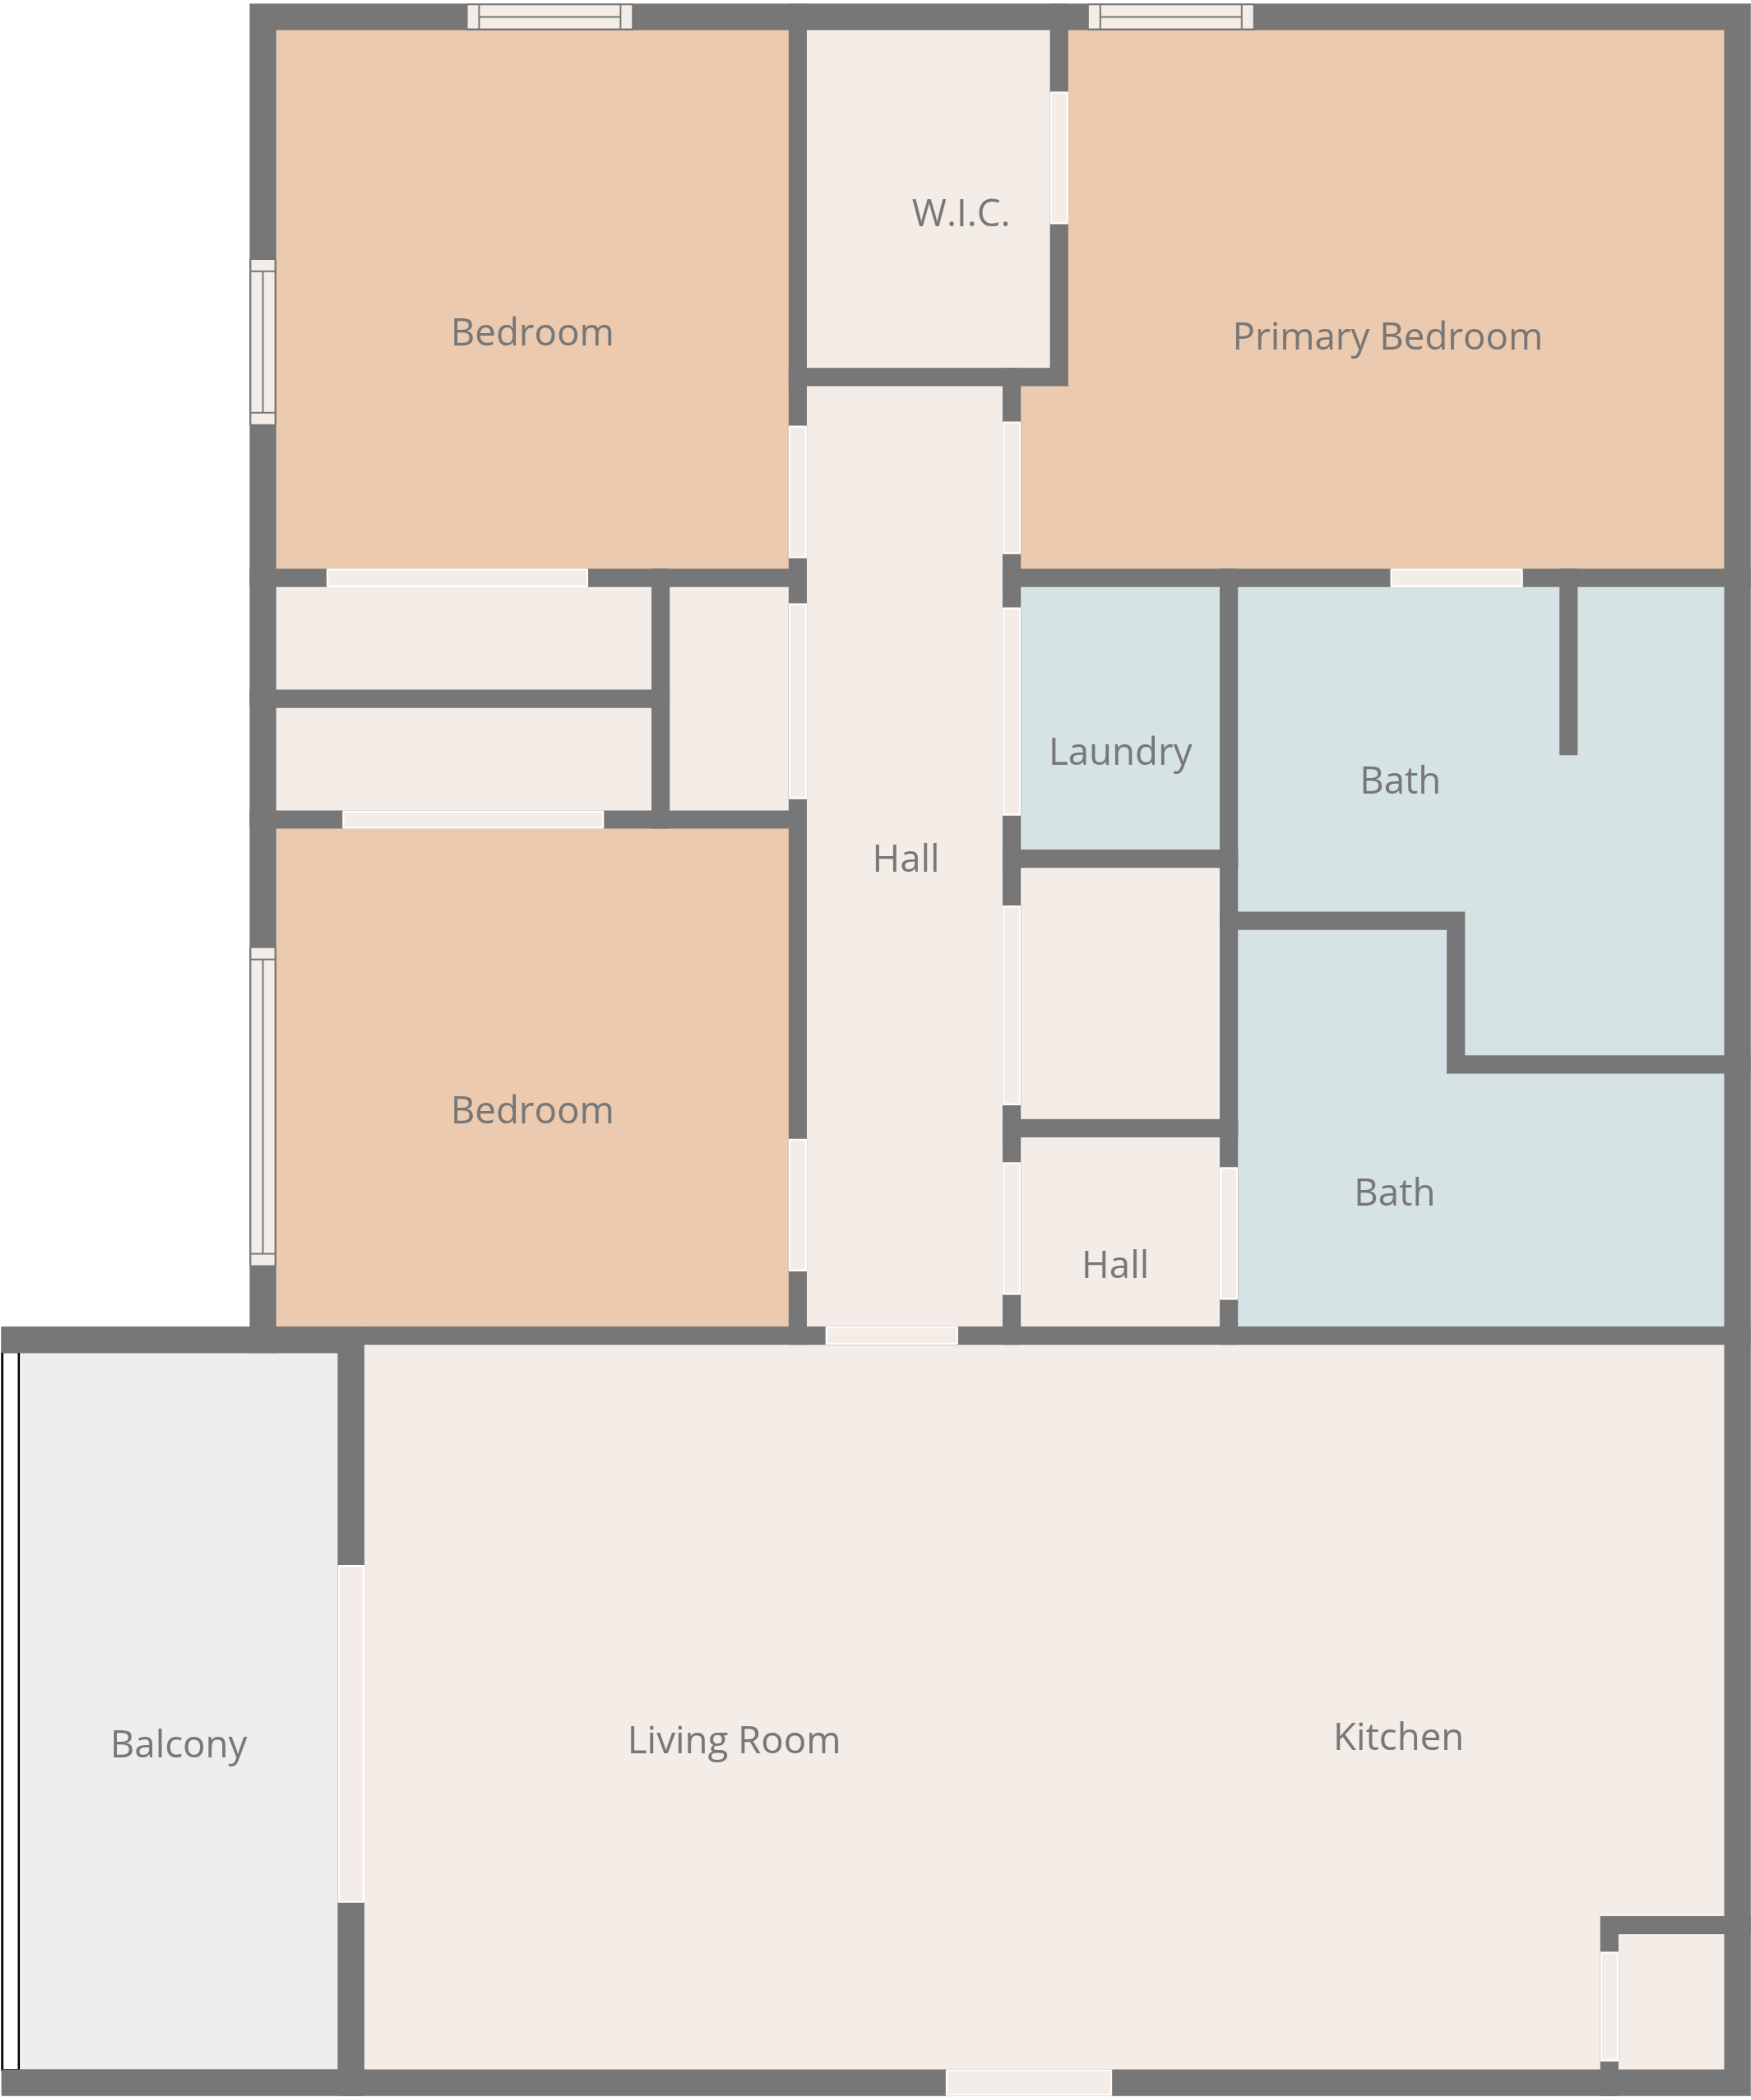 W.I.C.
Bedroom
Primary Bedroom
Laundry
Bath
Hall
Bedroom
Bath
Hall
Balcony
Living Room
Kitchen